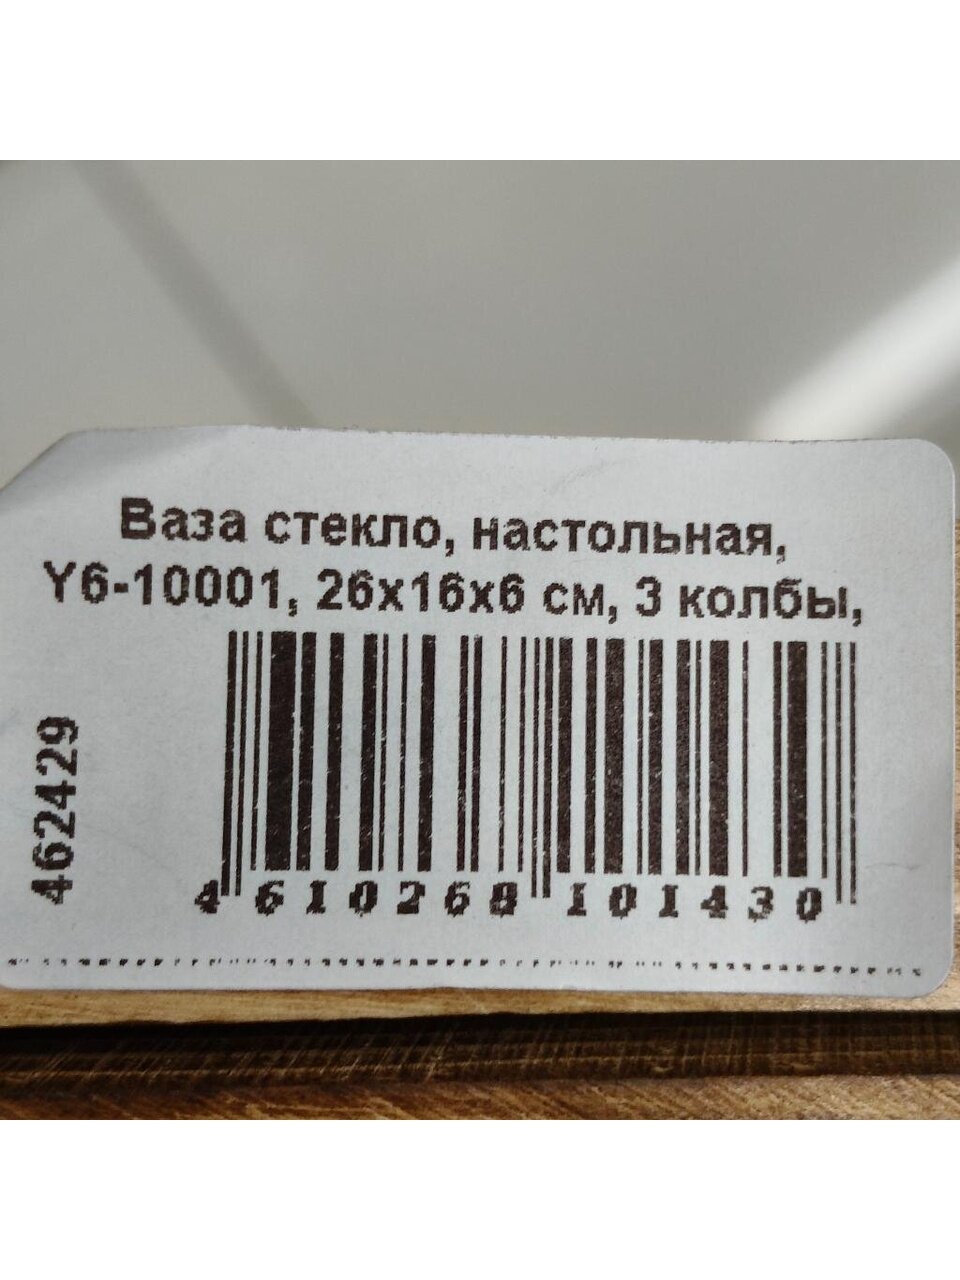 Ваза стекло, настольная,
Y6-10001, 26x16x6 см, 3 колбы,
462429
4 610268 101430